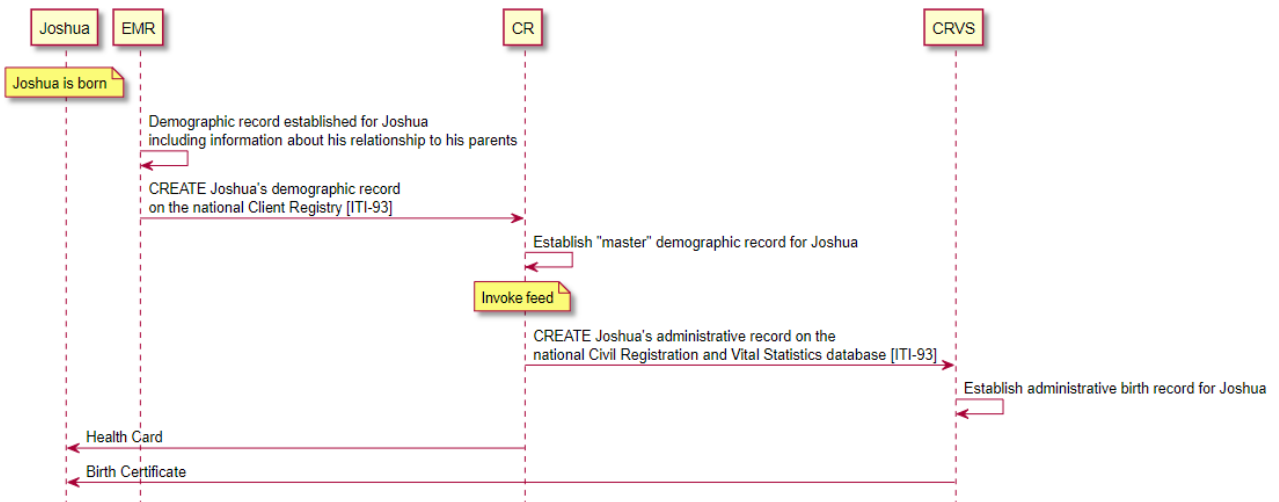 Joshua
EMR
CR
CRVS
Joshua is born
Demographic record established for Joshua
including information about his relationship to his parents
CREATE Joshua's demographic record
on the national Client Registry [ITI-93]
Establish "master" demographic record for Joshua
Invoke feed
CREATE Joshua's administrative record on the
national Civil Registration and Vital Statistics database [ITI-93]
Establish administrative birth record for Joshua
Health Card
Birth Certificate